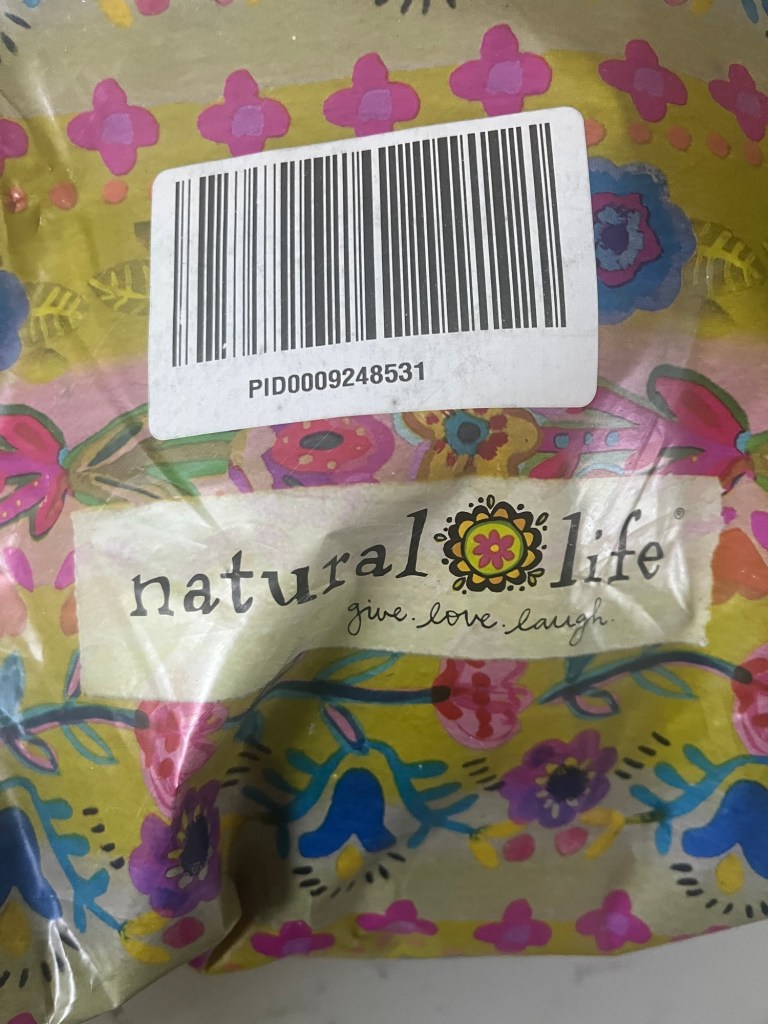 PID0009248531
natural life®
give. love. laugh.